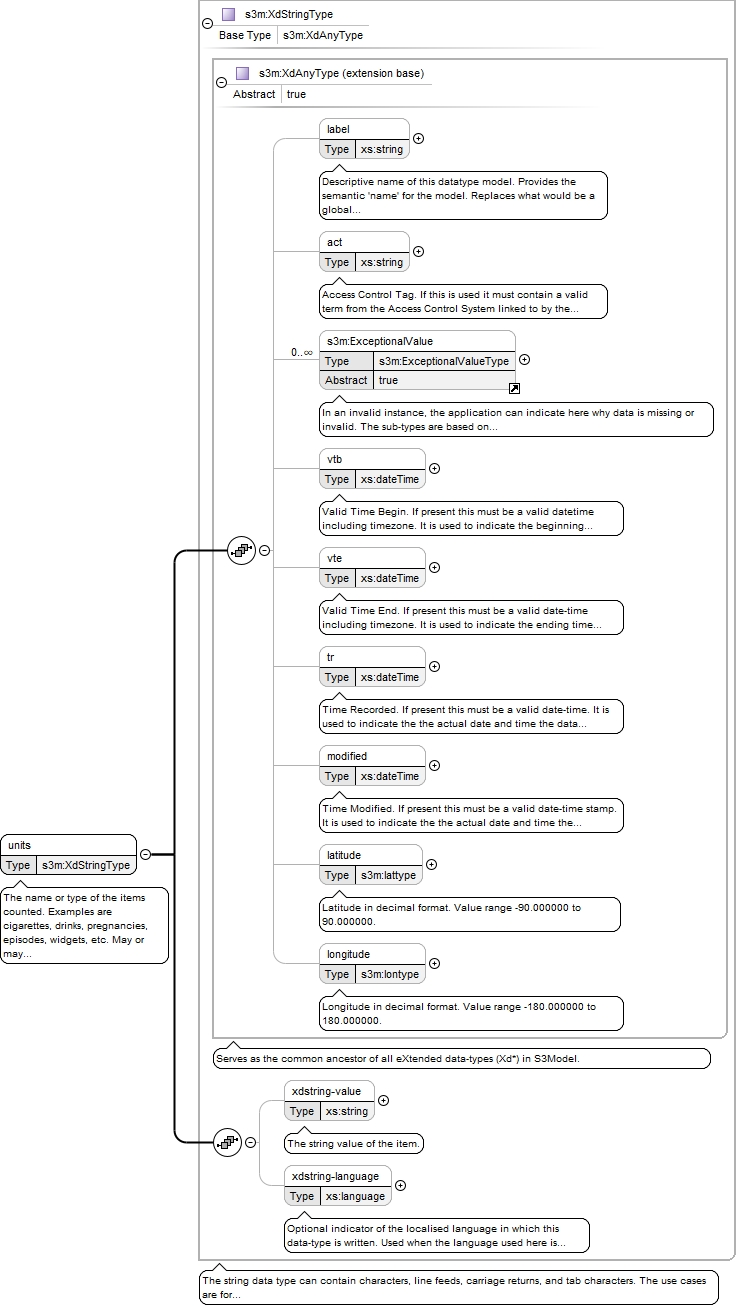 s3m:XdStringType
Base Type s3m:XdAnyType
s3m:XdAnyType (extension base)
Abstract true
label
Type xs:string
Descriptive name of this datatype model. Provides the
semantic 'name' for the model. Replaces what would be a
global...
act
Type xs:string
Access Control Tag. If this is used it must contain a valid
term from the Access Control System linked to by the...
0..∞
s3m:ExceptionalValue
Type s3m:ExceptionalValueType
Abstract true
In an invalid instance, the application can indicate here why data is missing or
invalid. The sub-types are based on...
vtb
Type xs:dateTime
Valid Time Begin. If present this must be a valid datetime
including timezone. It is used to indicate the beginning...
vte
Type xs:dateTime
Valid Time End. If present this must be a valid date-time
including timezone. It is used to indicate the ending time...
tr
Type xs:dateTime
Time Recorded. If present this must be a valid date-time. It is
used to indicate the the actual date and time the data...
modified
Type xs:dateTime
Time Modified. If present this must be a valid date-time stamp.
It is used to indicate the the actual date and time the...
latitude
Type s3m:lattype
Latitude in decimal format. Value range -90.000000 to
90.000000.
longitude
Type s3m:lontype
Longitude in decimal format. Value range -180.000000 to
180.000000.
Serves as the common ancestor of all eXtended data-types (Xd*) in S3Model.
units
Type s3m:XdStringType
The name or type of the items
counted. Examples are
cigarettes, drinks, pregnancies,
episodes, widgets, etc. May or
may...
xdstring-value
Type xs:string
The string value of the item.
xdstring-language
Type xs:language
Optional indicator of the localised language in which this
data-type is written. Used when the language used here is...
The string data type can contain characters, line feeds, carriage returns, and tab characters. The use cases
are for...